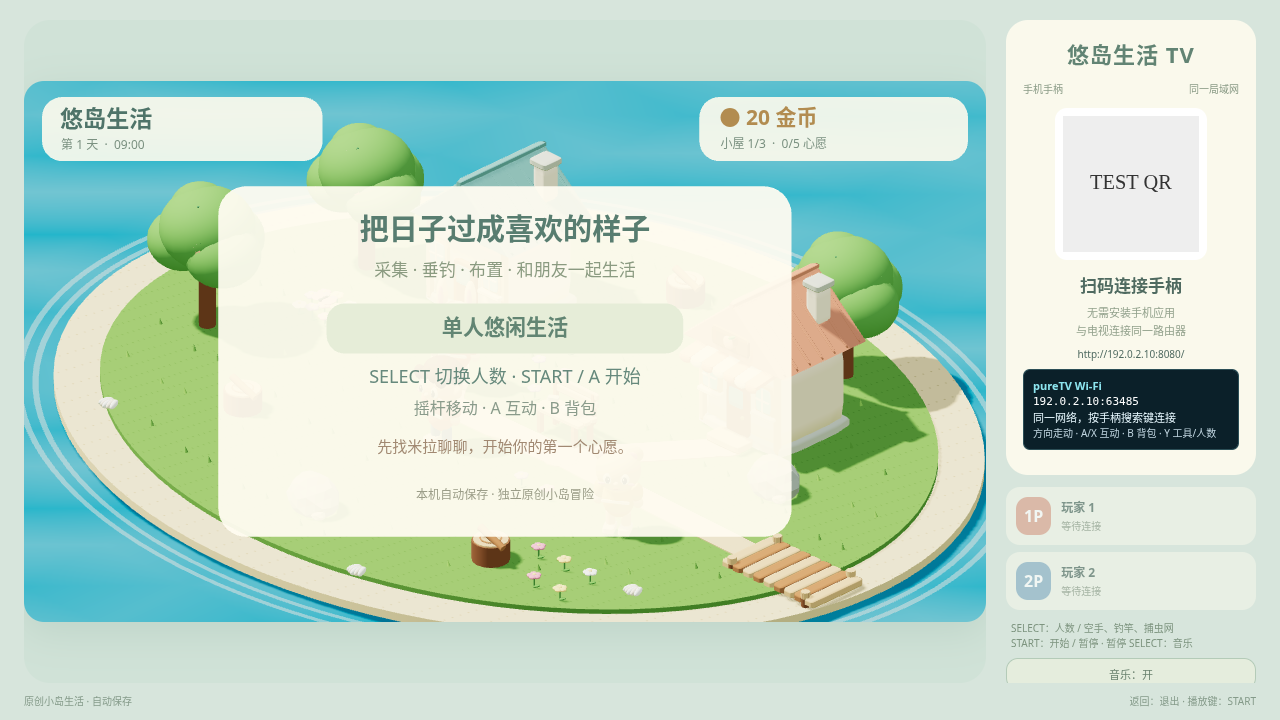 悠岛生活
第 1 天 · 09:00
20 金币
小屋 1/3 · 0/5 心愿
把日子过成喜欢的样子
采集 · 垂钓 · 布置 · 和朋友一起生活
单人悠闲生活
SELECT 切换人数 · START / A 开始
摇杆移动 · A 互动 · B 背包
先找米拉聊聊，开始你的第一个心愿。
本机自动保存 · 独立原创小岛冒险
悠岛生活 TV
手机手柄 同一局域网
TEST QR
扫码连接手柄
无需安装手机应用
与电视连接同一路由器
http://192.0.2.10:8080/
pureTV Wi-Fi
192.0.2.10:63485
同一网络，按手柄搜索键连接
方向走动 · A/X 互动 · B 背包 · Y 工具/人数
1P 玩家 1
等待连接
2P 玩家 2
等待连接
SELECT：人数 / 空手、钓竿、捕虫网
START：开始 / 暂停 · 暂停 SELECT：音乐
音乐：开
原创小岛生活 · 自动保存
返回：退出 · 播放键：START